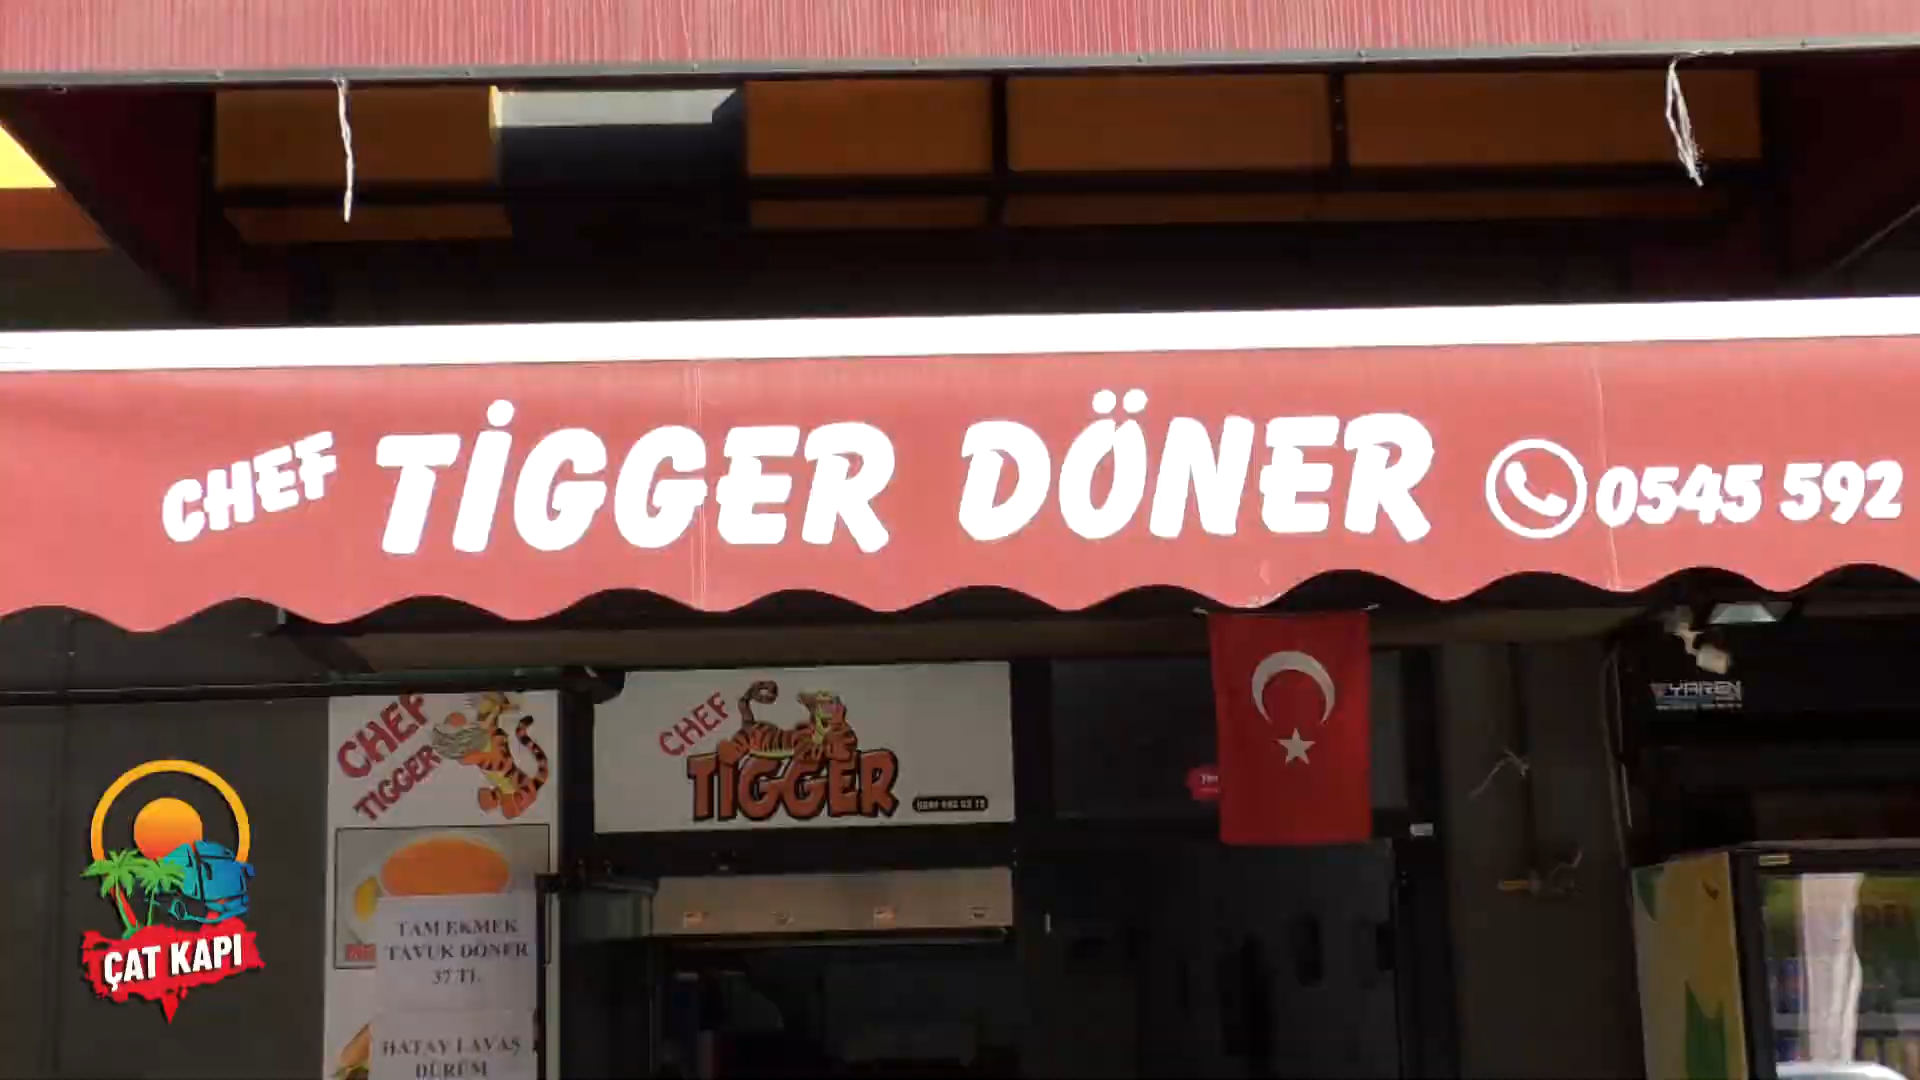 CHEF TİGGER DÖNER 0545 592
CHEF
TIGGER
CHEF
TIGGER
YAREN
TAM EKMEK
TAVUK DÖNER
37 TL
HATAY LAVAŞ
DÜRÜM
ÇAT KAPI